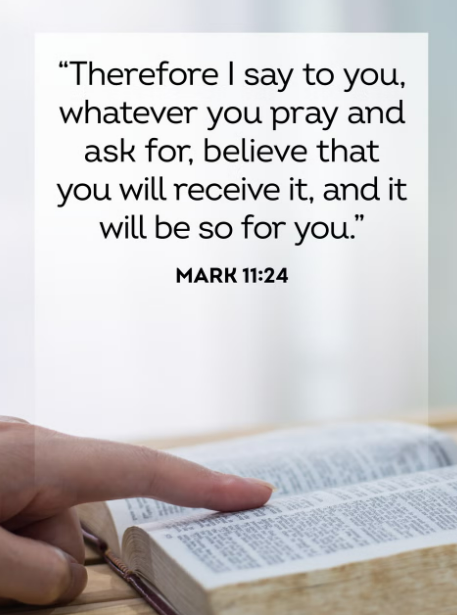 “Therefore I say to you,
whatever you pray and
ask for, believe that
you will receive it, and it
will be so for you.”
MARK 11:24